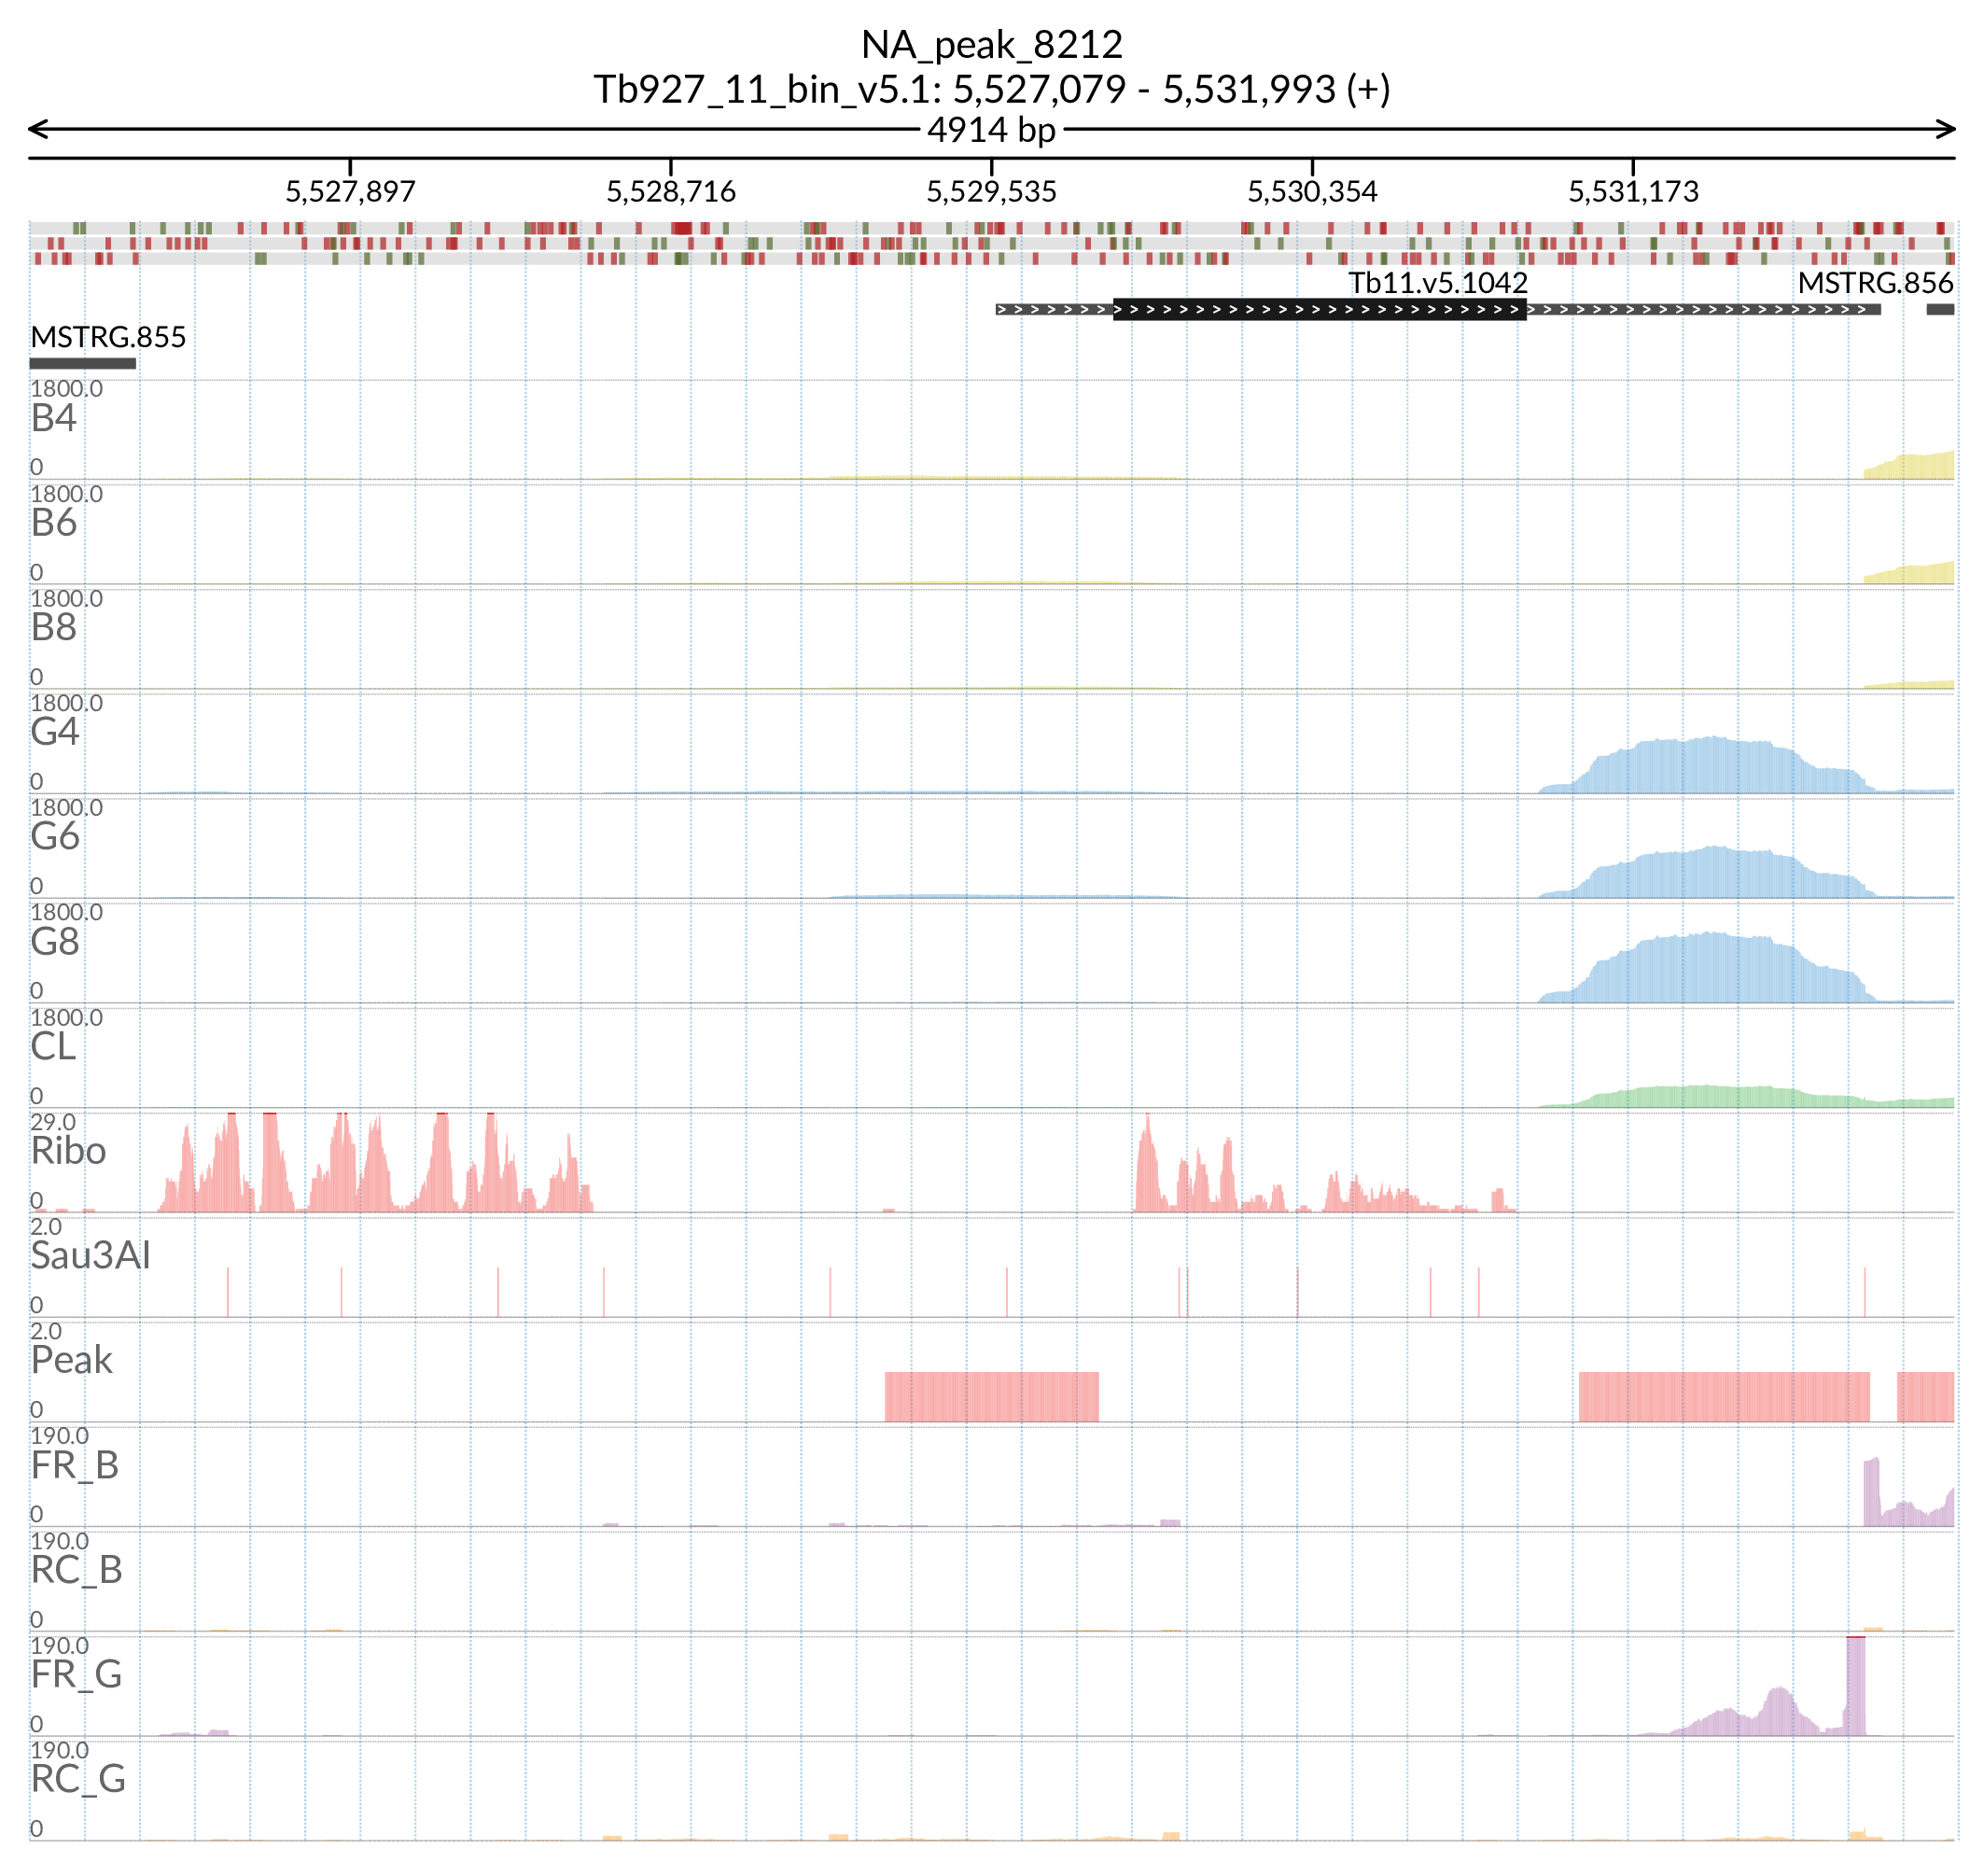 NA_peak_8212
Tb927_11_bin_v5.1: 5,527,079 - 5,531,993 (+)
4914 bp
5,527,897 5,528,716 5,529,535 5,530,354 5,531,173
Tb11.v5.1042 MSTRG.856
MSTRG.855
1800.0
B4
0
1800.0
B6
0
1800.0
B8
0
1800.0
G4
0
1800.0
G6
0
1800.0
G8
0
1800.0
CL
0
29.0
Ribo
0
2.0
Sau3AI
0
2.0
Peak
0
190.0
FR_B
0
190.0
RC_B
0
190.0
FR_G
0
190.0
RC_G
0